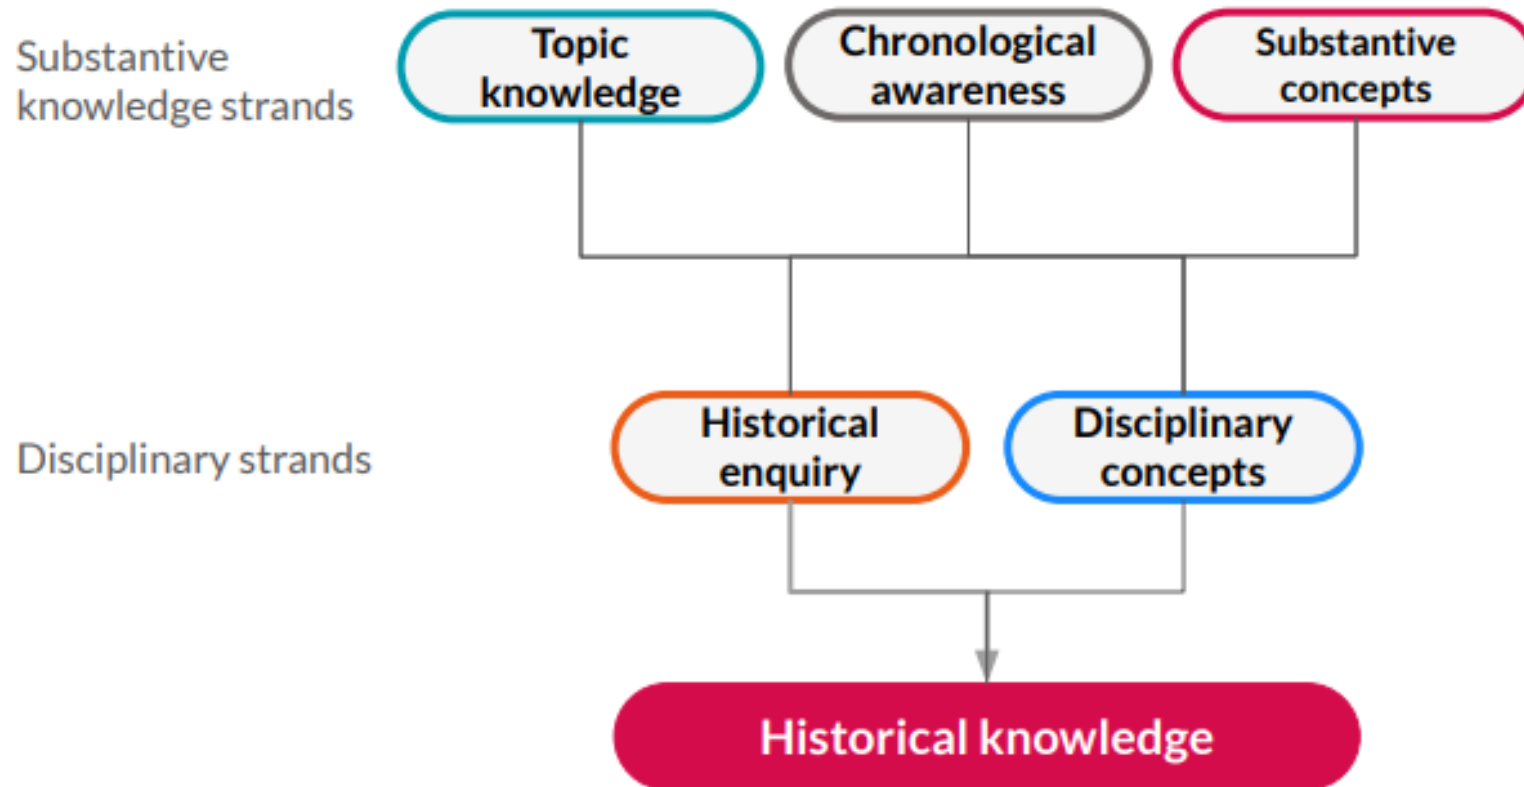 Substantive
knowledge strands
Topic
knowledge
Chronological
awareness
Substantive
concepts
Disciplinary strands
Historical
enquiry
Disciplinary
concepts
Historical knowledge